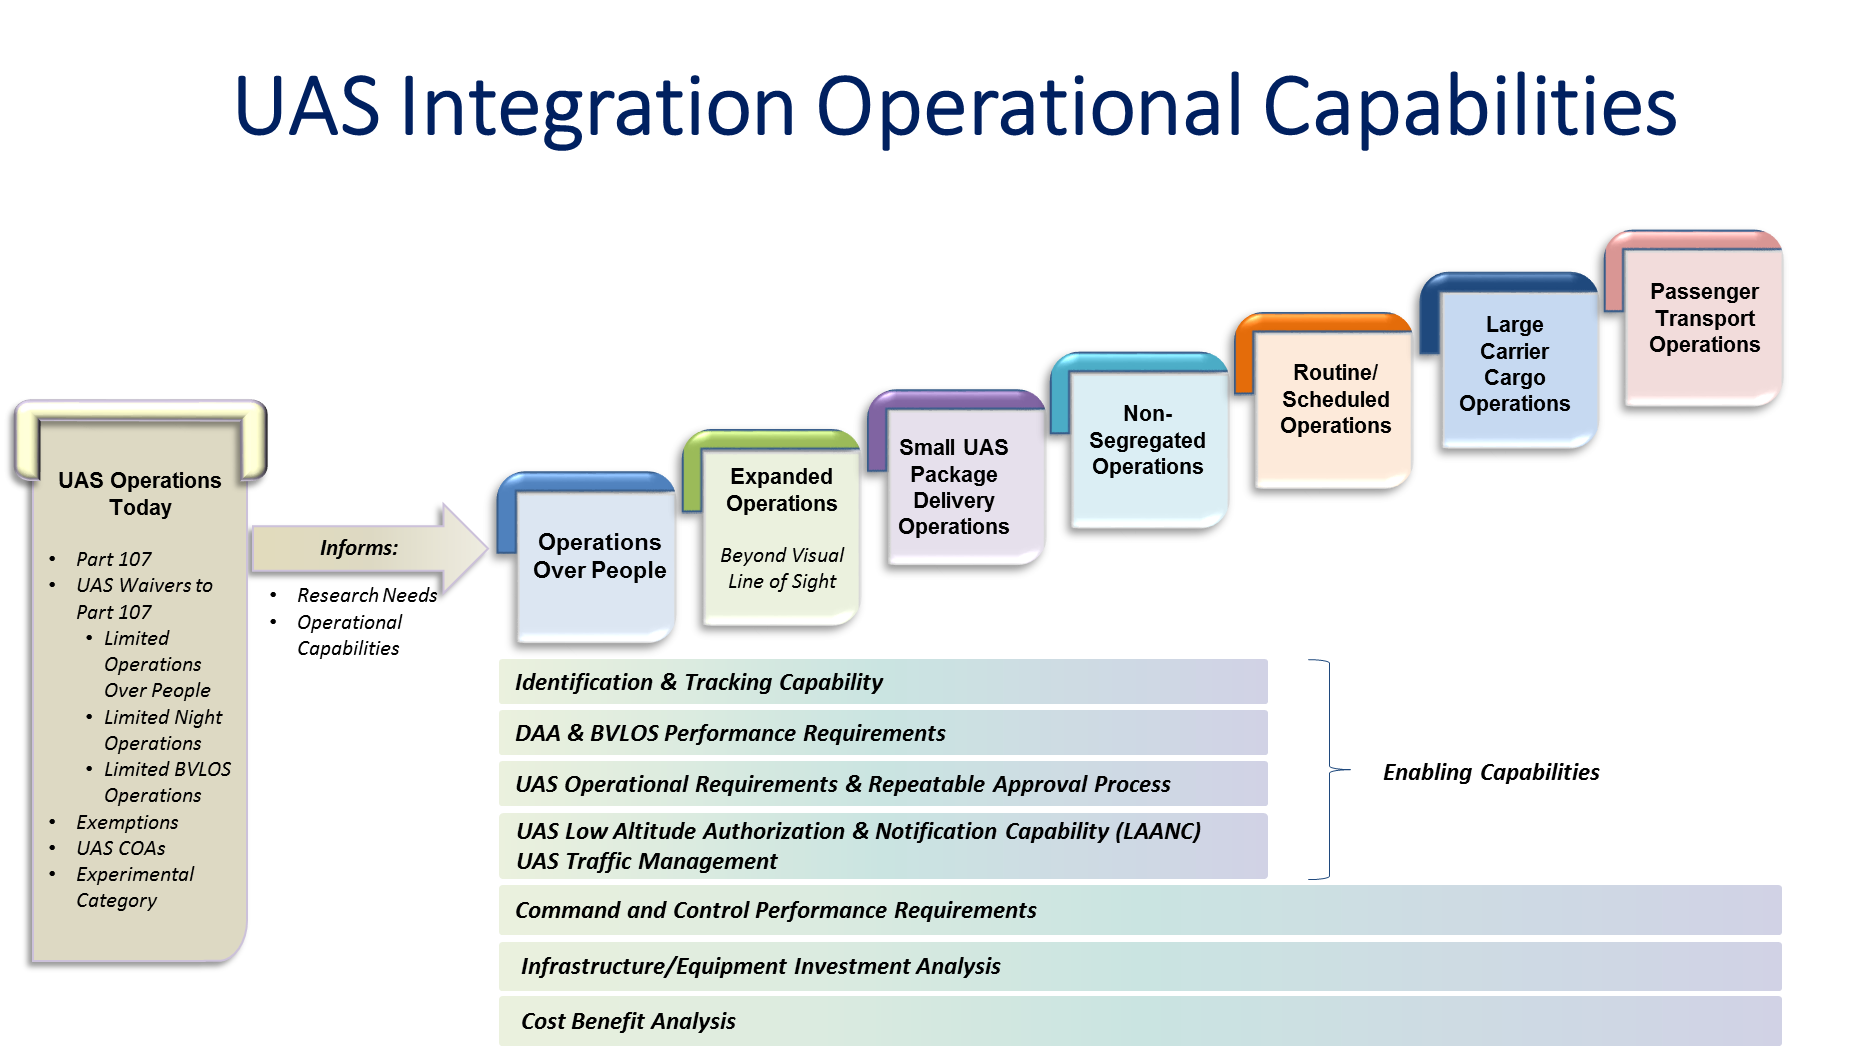 UAS Integration Operational Capabilities
UAS Operations
Today
• Part 107
• UAS Waivers to
Part 107
• Limited
Operations
Over People
• Limited Night
Operations
• Limited BVLOS
Operations
• Exemptions
• UAS COAs
• Experimental
Category
Informs:
• Research Needs
• Operational
Capabilities
Operations
Over People
Expanded
Operations
Beyond Visual
Line of Sight
Small UAS
Package
Delivery
Operations
Non-
Segregated
Operations
Routine/
Scheduled
Operations
Large
Carrier
Cargo
Operations
Passenger
Transport
Operations
Identification & Tracking Capability
DAA & BVLOS Performance Requirements
UAS Operational Requirements & Repeatable Approval Process
UAS Low Altitude Authorization & Notification Capability (LAANC)
UAS Traffic Management
Enabling Capabilities
Command and Control Performance Requirements
Infrastructure/Equipment Investment Analysis
Cost Benefit Analysis